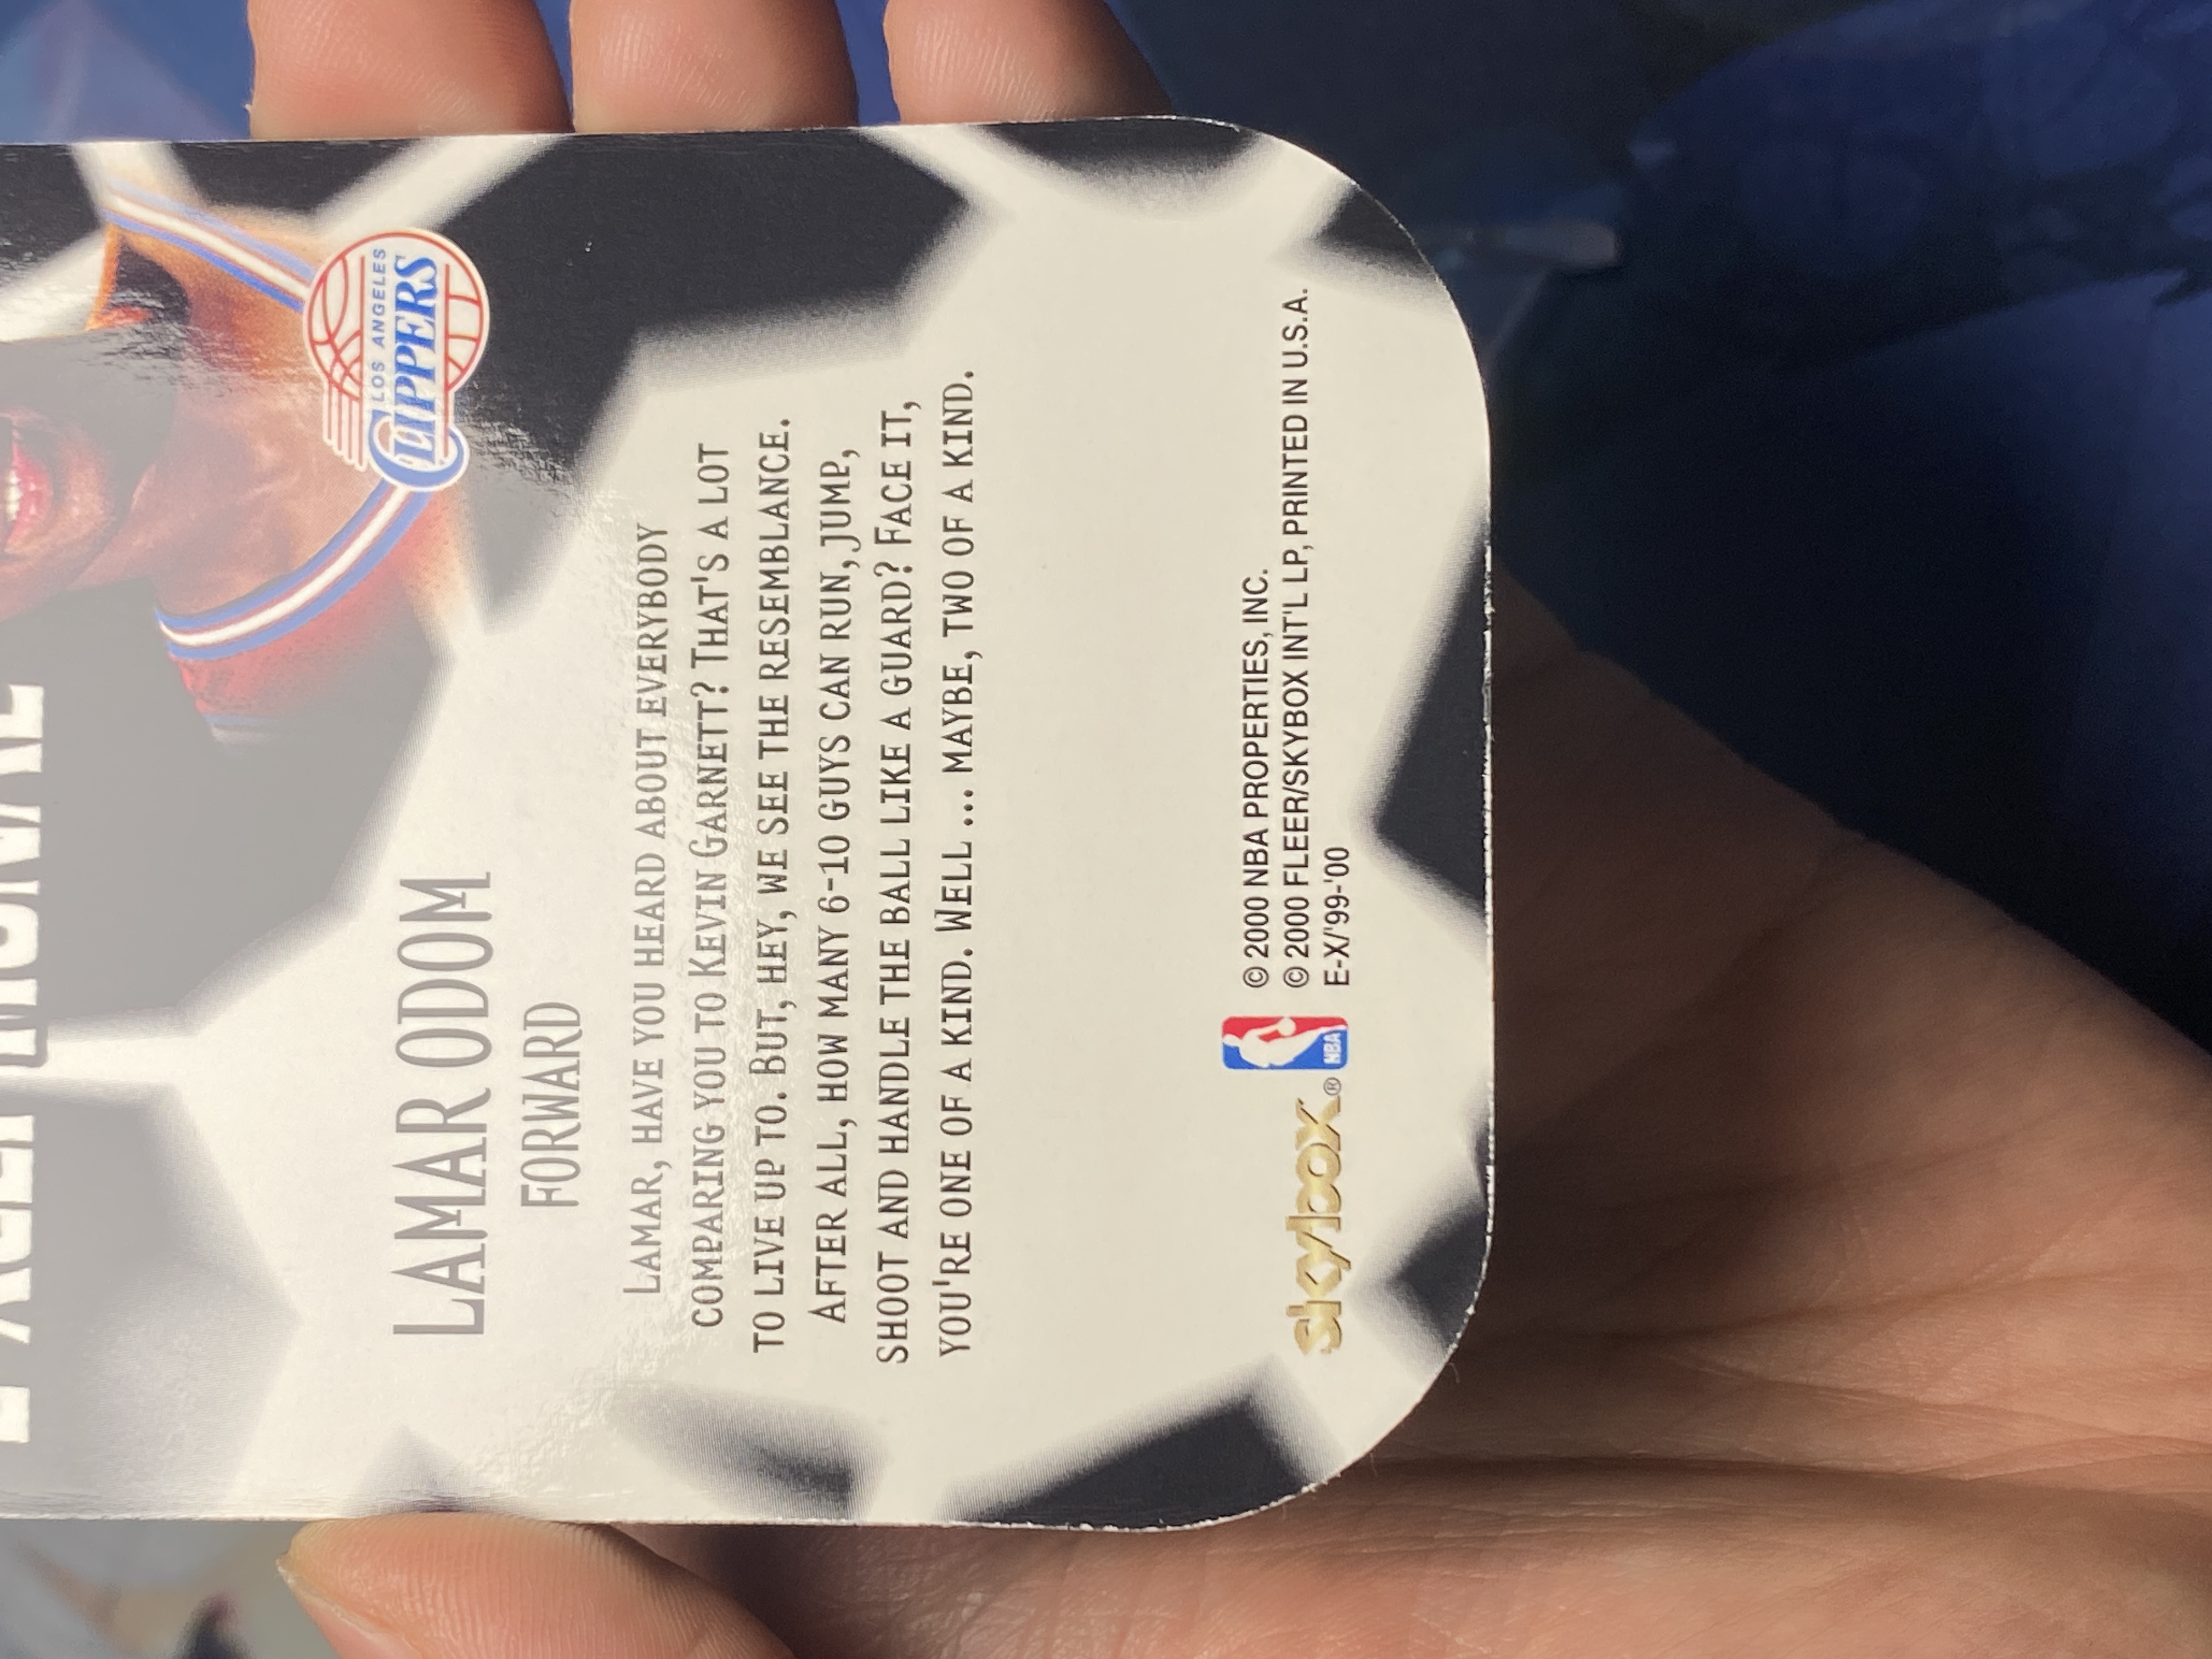 LOS ANGELES
CLIPPERS
LAMAR ODOM
FORWARD
LAMAR, HAVE YOU HEARD ABOUT EVERYBODY
COMPARING YOU TO KEVIN GARNETT? THAT'S A LOT
TO LIVE UP TO. BUT, HEY, WE SEE THE RESEMBLANCE.
AFTER ALL, HOW MANY 6-10 GUYS CAN RUN, JUMP,
SHOOT AND HANDLE THE BALL LIKE A GUARD? FACE IT,
YOU'RE ONE OF A KIND. WELL ... MAYBE, TWO OF A KIND.
skybox®
NBA
© 2000 NBA PROPERTIES, INC.
© 2000 FLEER/SKYBOX INT'L LP, PRINTED IN U.S.A.
E-X/'99-'00